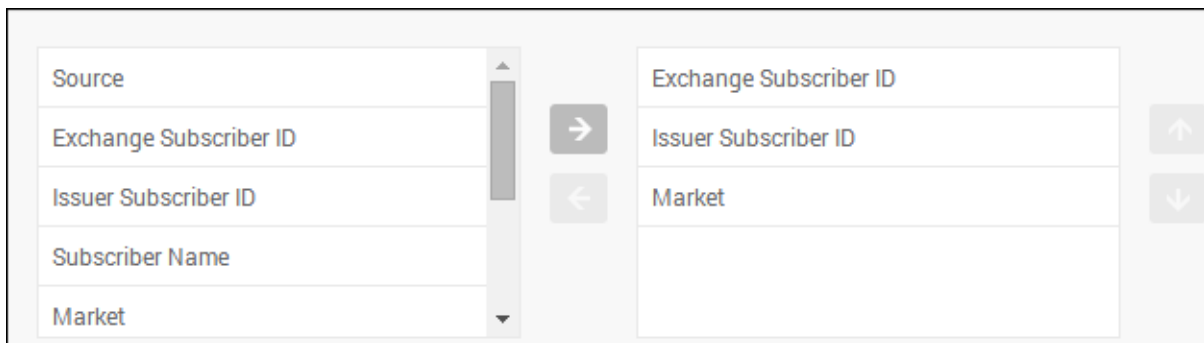 Source
Exchange Subscriber ID
Issuer Subscriber ID
Subscriber Name
Market
Exchange Subscriber ID
Issuer Subscriber ID
Market